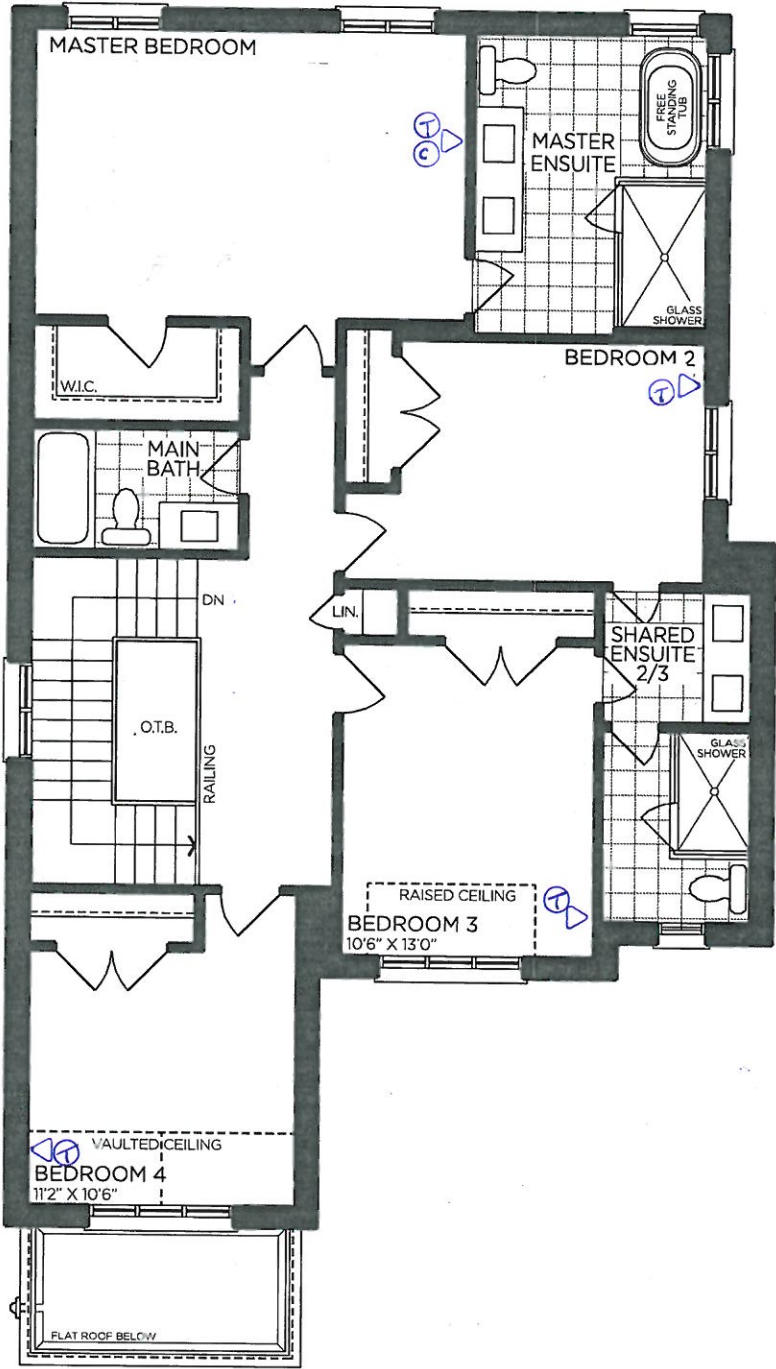 MASTER BEDROOM
FREE
STANDING
TUB
T
C
MASTER
ENSUITE
GLASS
SHOWER
BEDROOM 2
T
W.I.C.
MAIN
BATH
DN
LIN.
SHARED
ENSUITE
2/3
O.T.B.
RAILING
GLASS
SHOWER
RAISED CEILING
T
BEDROOM 3
10'6" X 13'0"
VAULTED CEILING
T
BEDROOM 4
11'2" X 10'6"
FLAT ROOF BELOW